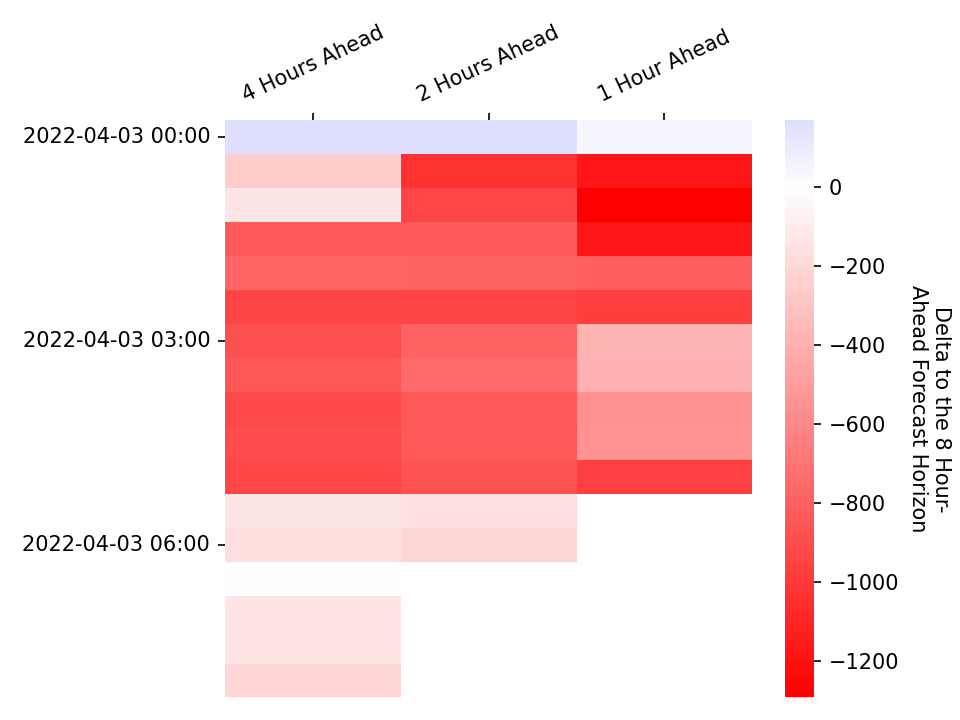 4 Hours Ahead
2 Hours Ahead
1 Hour Ahead
2022-04-03 00:00
2022-04-03 03:00
2022-04-03 06:00
0
−200
−400
−600
−800
−1000
−1200
Delta to the 8 Hour-
Ahead Forecast Horizon